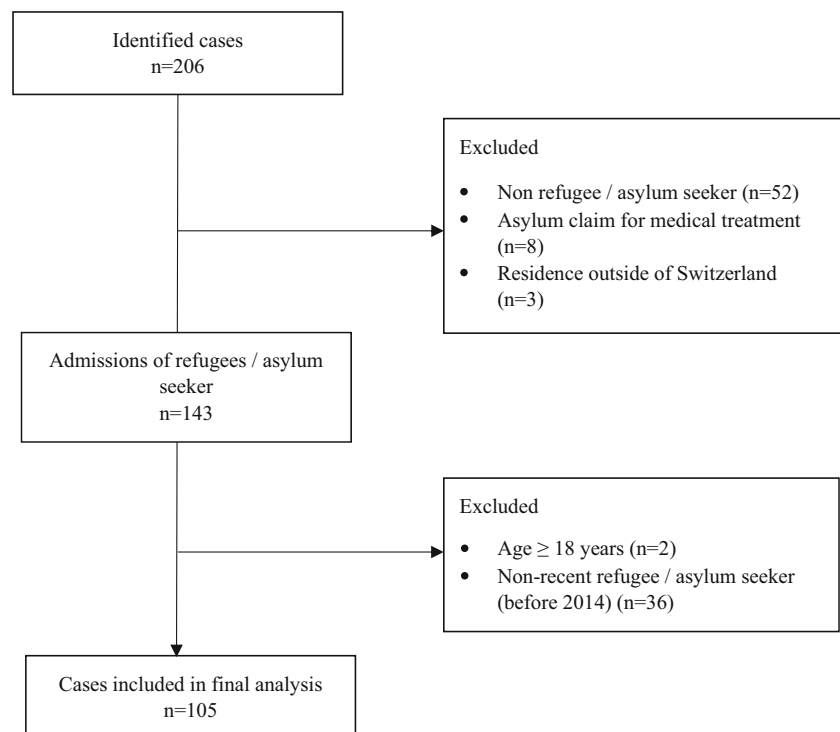 Identified cases
n=206
Excluded
• Non refugee / asylum seeker (n=52)
• Asylum claim for medical treatment
(n=8)
• Residence outside of Switzerland
(n=3)
Admissions of refugees / asylum
seeker
n=143
Excluded
• Age ≥ 18 years (n=2)
• Non-recent refugee / asylum seeker
(before 2014) (n=36)
Cases included in final analysis
n=105